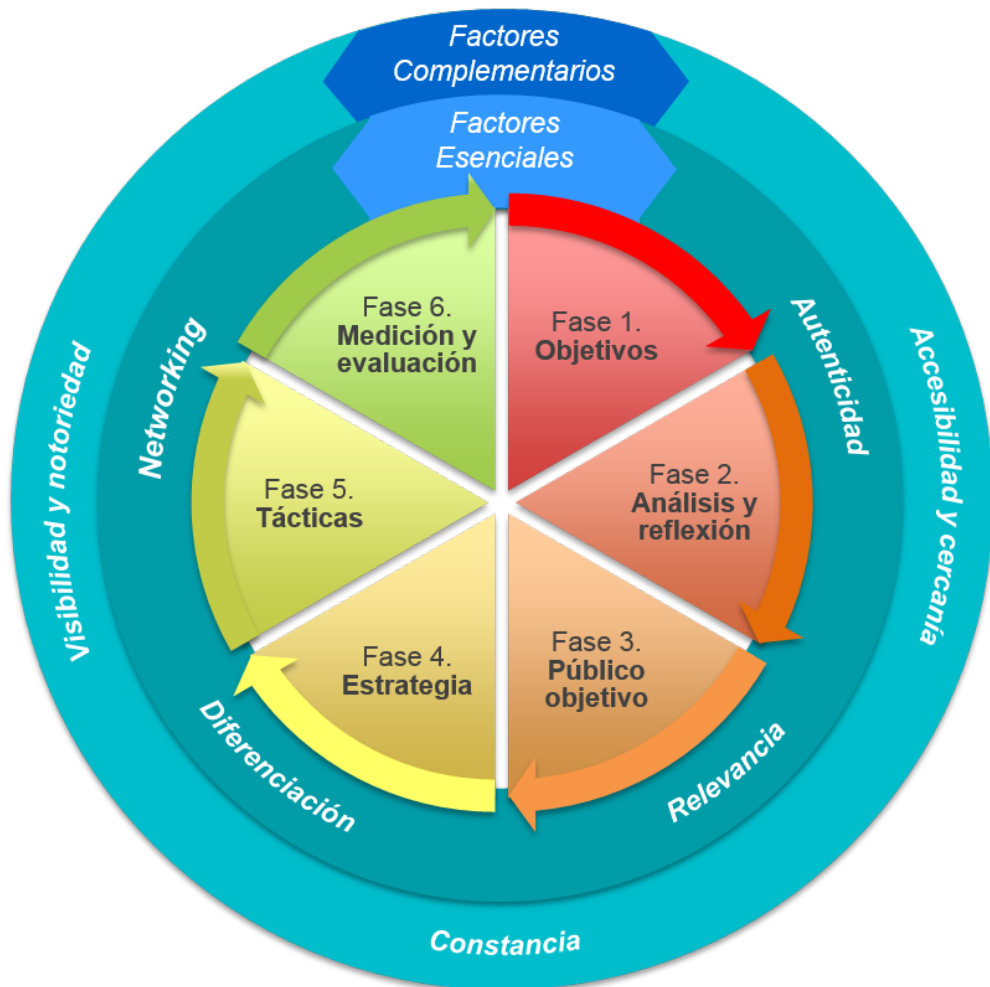 Factores
Complementarios
Factores
Esenciales
Fase 1.
Objetivos
Fase 2.
Análisis y
reflexión
Fase 3.
Público
objetivo
Fase 4.
Estrategia
Fase 5.
Tácticas
Fase 6.
Medición y
evaluación
Autenticidad
Relevancia
Diferenciación
Networking
Accesibilidad y cercanía
Constancia
Visibilidad y notoriedad